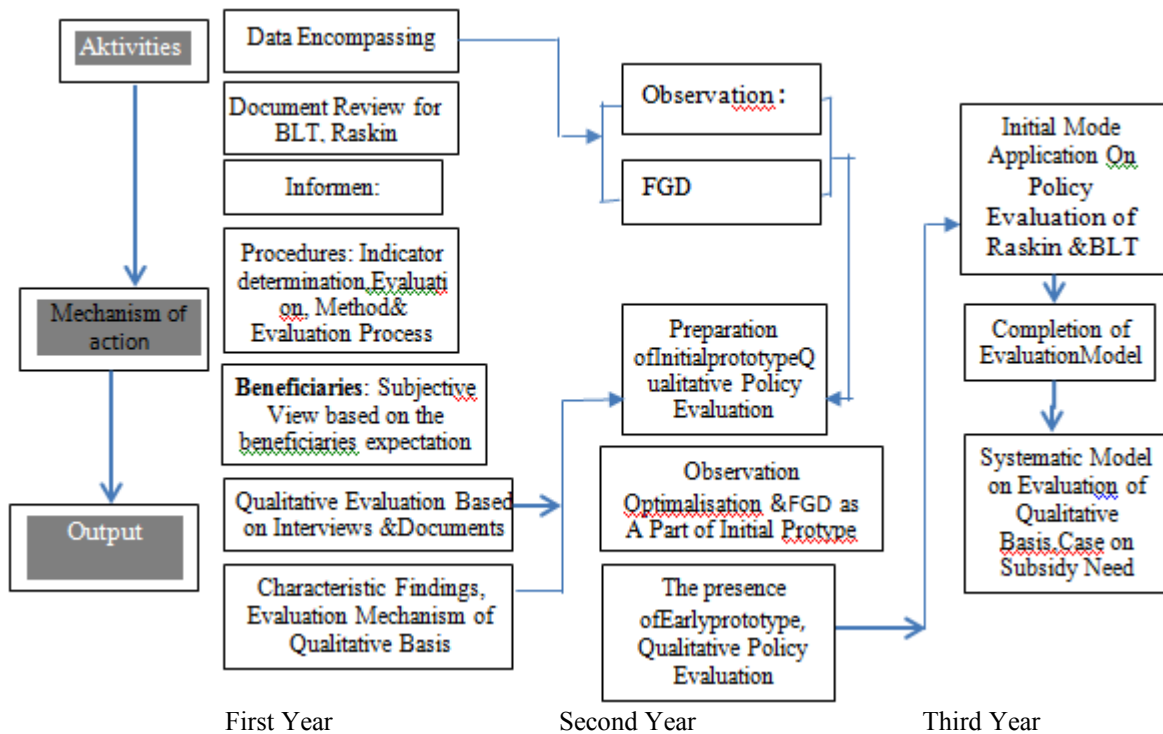 Aktivities
Mechanism of
action
Output
Data Encompassing
Document Review for
BLT, Raskin
Informen:
Procedures: Indicator
determination,Evaluati
on, Method&
Evaluation Process
Beneficiaries: Subjective
View based on the
beneficiaries expectation
Qualitative Evaluation Based
on Interviews &Documents
Characteristic Findings,
Evaluation Mechanism of
Qualitative Basis
First Year
Observation:
FGD
Preparation
ofInitialprototypeQ
ualitative Policy
Evaluation
Observation
Optimalisation &FGD as
A Part of Initial Protype
The presence
ofEarlyprototype,
Qualitative Policy
Evaluation
Second Year
Initial Mode
Application On
Policy
Evaluation of
Raskin &BLT
Completion of
EvaluationModel
Systematic Model
on Evaluation of
Qualitative
Basis,Case on
Subsidy Need
Third Year